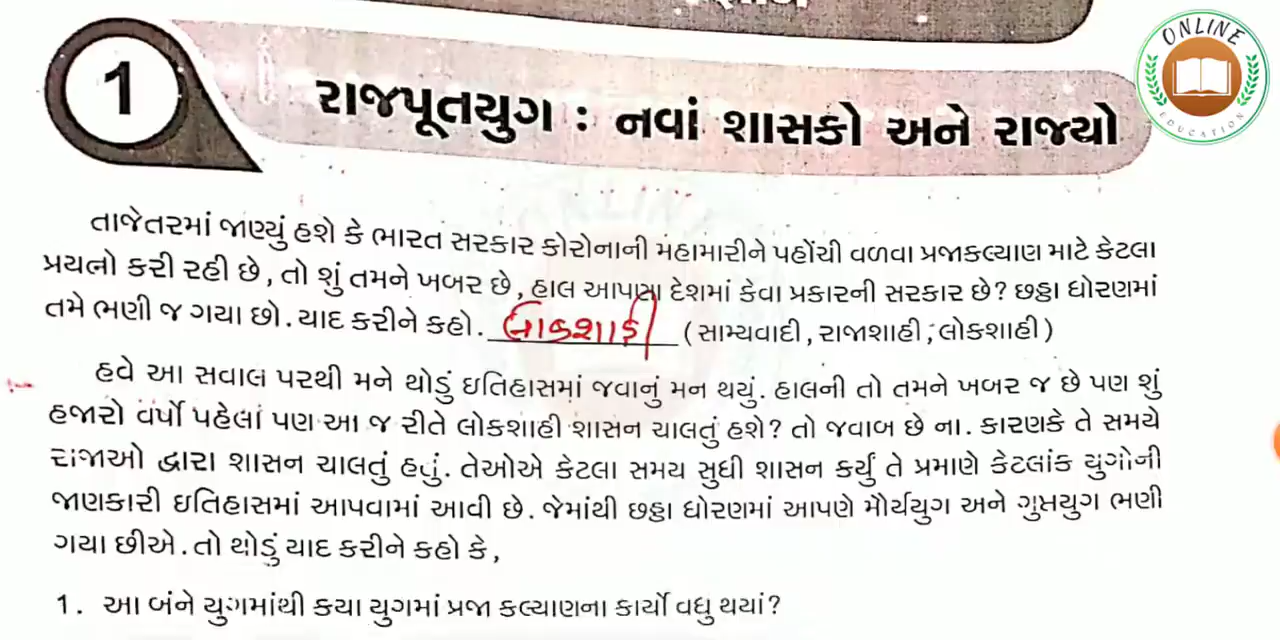 ONLINE
EDUCATION
1
રાજપૂતયુગ : નવાં શાસકો અને રાજ્યો
તાજેતરમાં જાણ્યું હશે કે ભારત સરકાર કોરોનાની મહામારીને પહોંચી વળવા પ્રજાકલ્યાણ માટે કેટલા
પ્રયત્નો કરી રહી છે, તો શું તમને ખબર છે, હાલ આપણા દેશમાં કેવા પ્રકારની સરકાર છે? છઠ્ઠા ધોરણમાં
તમે ભણી જ ગયા છો. યાદ કરીને કહો. લોકશાહી (સામ્યવાદી, રાજાશાહી, લોકશાહી)
હવે આ સવાલ પરથી મને થોડું ઇતિહાસમાં જવાનું મન થયું. હાલની તો તમને ખબર જ છે પણ શું
હજારો વર્ષો પહેલાં પણ આ જ રીતે લોકશાહી શાસન ચાલતું હશે? તો જવાબ છે ના. કારણકે તે સમયે
રાજાઓ દ્વારા શાસન ચાલતું હતું. તેઓએ કેટલા સમય સુધી શાસન કર્યું તે પ્રમાણે કેટલાંક યુગોની
જાણકારી ઇતિહાસમાં આપવામાં આવી છે. જેમાંથી છઠ્ઠા ધોરણમાં આપણે મૌર્યયુગ અને ગુપ્તયુગ ભણી
ગયા છીએ. તો થોડું યાદ કરીને કહો કે,
1. આ બંને યુગમાંથી કયા યુગમાં પ્રજા કલ્યાણના કાર્યો વધુ થયાં?